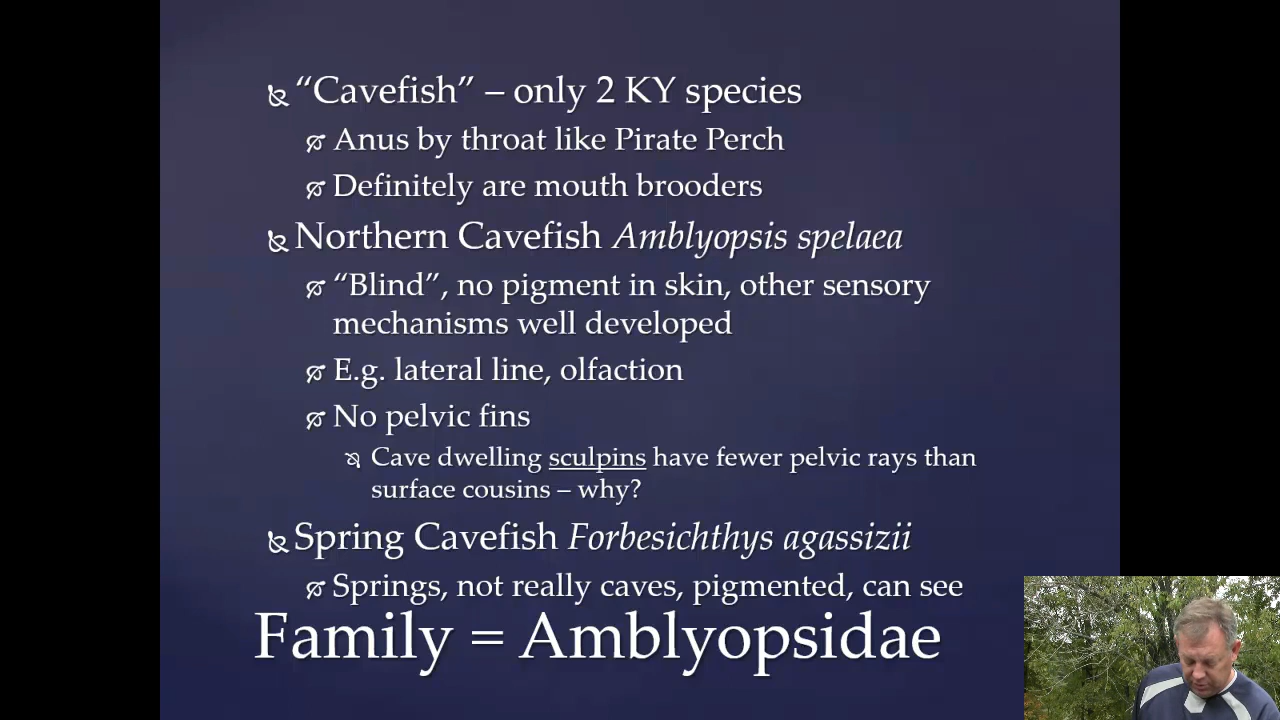 “Cavefish” – only 2 KY species
Anus by throat like Pirate Perch
Definitely are mouth brooders
Northern Cavefish Amblyopsis spelaea
“Blind”, no pigment in skin, other sensory
mechanisms well developed
E.g. lateral line, olfaction
No pelvic fins
Cave dwelling sculpins have fewer pelvic rays than
surface cousins – why?
Spring Cavefish Forbesichthys agassizii
Springs, not really caves, pigmented, can see
Family = Amblyopsidae